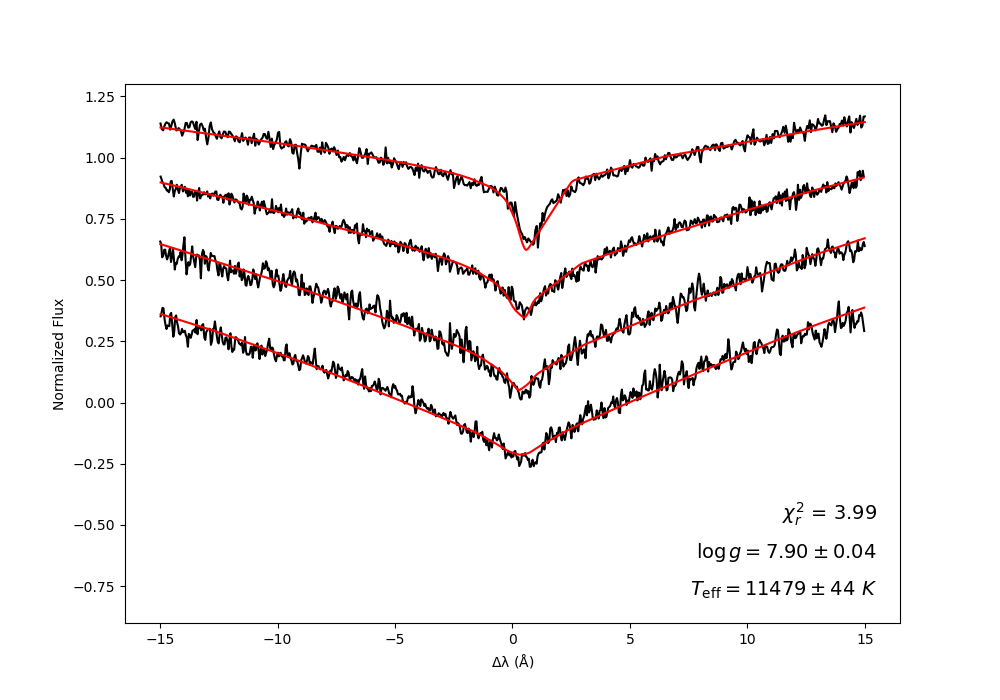 1.25
1.00
0.75
0.50
0.25
0.00
−0.25
−0.50
−0.75
Normalized Flux
χ²ᵣ = 3.99
log g = 7.90 ± 0.04
T_eff = 11479 ± 44 K
−15 −10 −5 0 5 10 15
Δλ (Å)